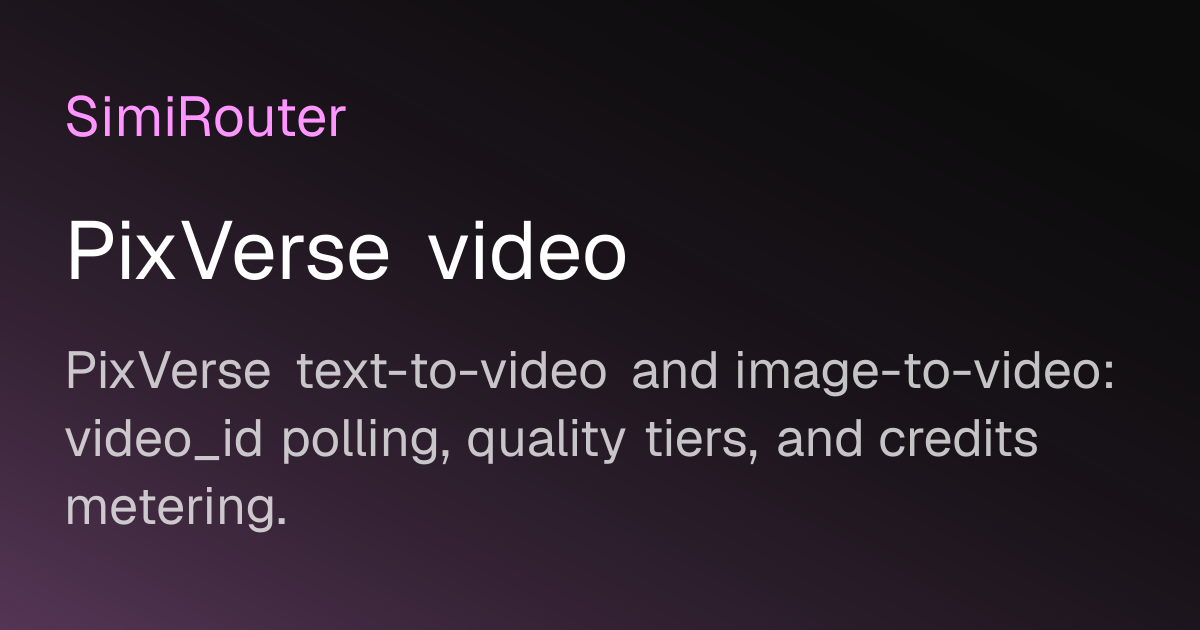 SimiRouter
PixVerse video
PixVerse text-to-video and image-to-video:
video_id polling, quality tiers, and credits
metering.